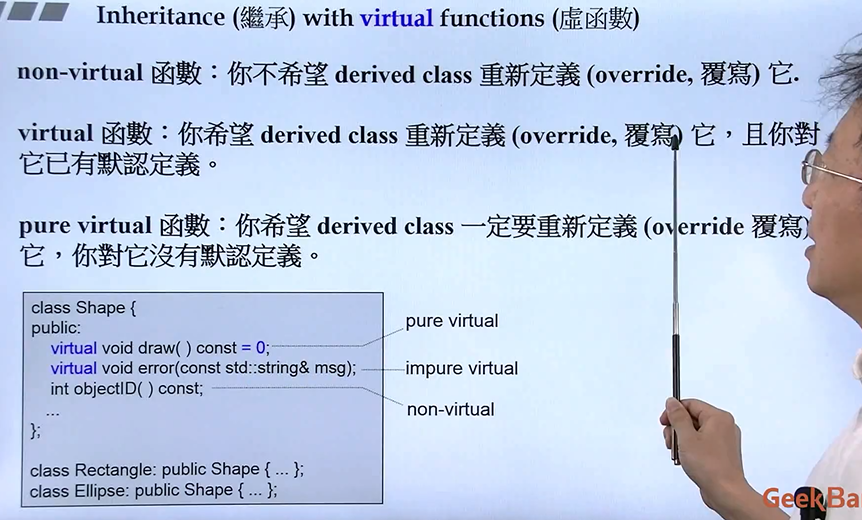 Inheritance (繼承) with virtual functions (虛函數)
non-virtual 函數：你不希望 derived class 重新定義 (override, 覆寫) 它.
virtual 函數：你希望 derived class 重新定義 (override, 覆寫) 它，且你對
它已有默認定義。
pure virtual 函數：你希望 derived class 一定要重新定義 (override 覆寫)
它，你對它沒有默認定義。
class Shape {
public:
virtual void draw( ) const = 0;
pure virtual
virtual void error(const std::string& msg);
impure virtual
int objectID( ) const;
non-virtual
...
};
class Rectangle: public Shape { ... };
class Ellipse: public Shape { ... };
GeekBa